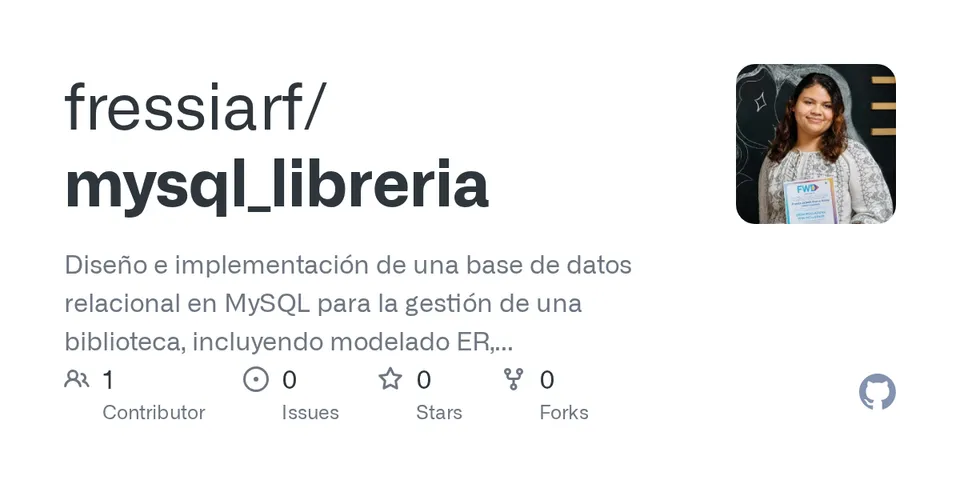 fressiarf/
mysql_libreria
Diseño e implementación de una base de datos
relacional en MySQL para la gestión de una
biblioteca, incluyendo modelado ER,...
1
Contributor
0
Issues
0
Stars
0
Forks
FWD